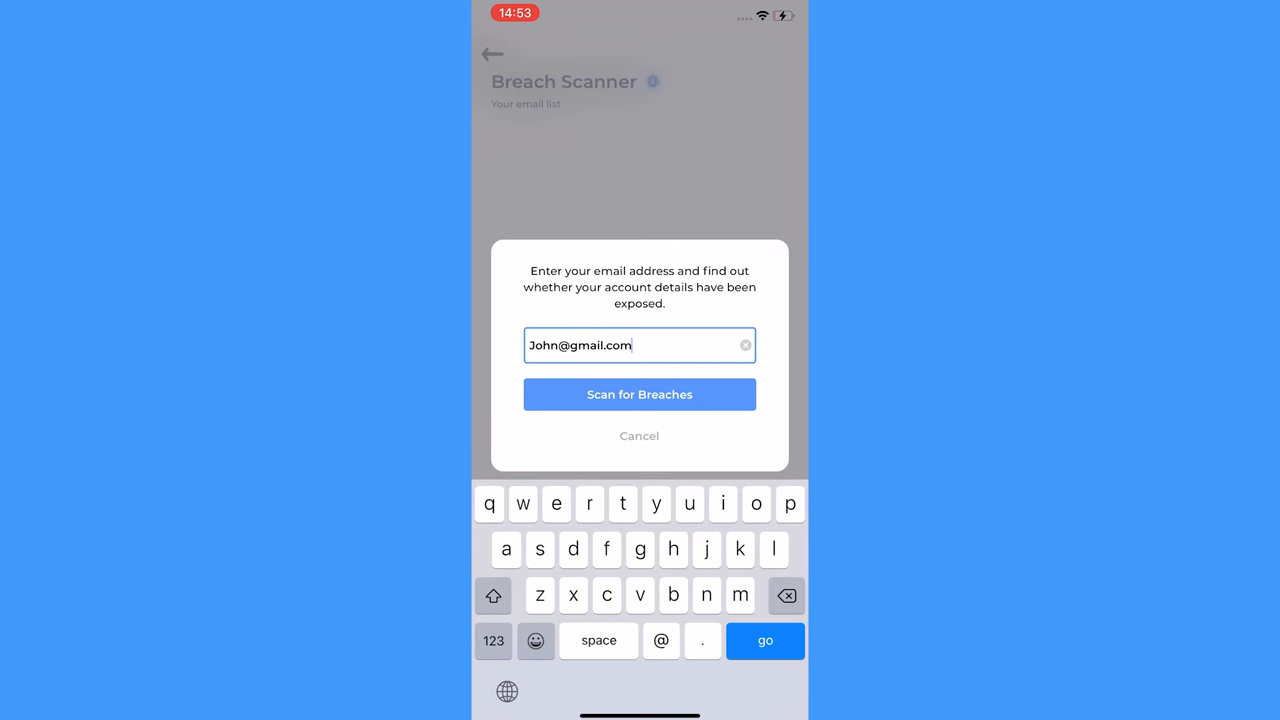 14:53
Breach Scanner
Your email list
Enter your email address and find out
whether your account details have been
exposed.
John@gmail.com
Scan for Breaches
Cancel
q w e r t y u i o p
a s d f g h j k l
z x c v b n m
123 space @ . go